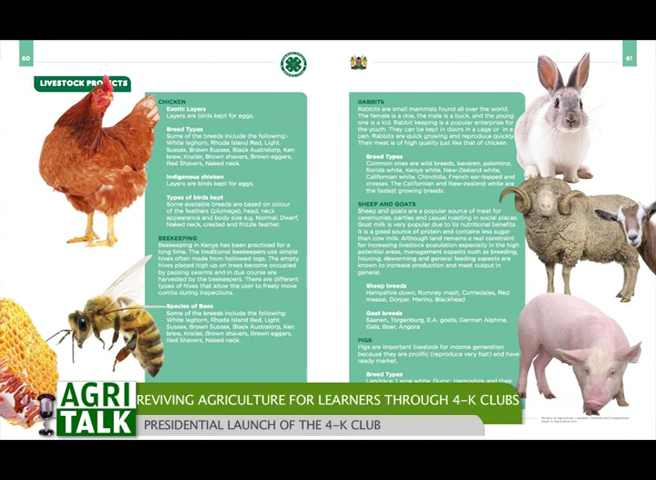 60
61
LIVESTOCK PROJECTS
CHICKEN
Exotic Layers
Layers are birds kept for eggs.
Breed Types
Some of the breeds include the following:-
White leghorn, Rhode Island Red, Light
Sussex, Brown Sussex, Black Australorp, Ken
brew, Kroiler, Brown shavers, Brown eggers,
Red Shavers, Naked neck.
Indigenous chicken
Layers are birds kept for eggs.
Types of birds kept
Some available breeds are based on colour
of the feathers (plumage), head, neck
appearance and body size e.g. Normal, Dwarf,
Naked neck, crested and frizzle feather.
BEEKEEPING
Beekeeping in Kenya has been practiced for a
long time. The traditional beekeepers use simple
hives often made from hollowed logs. The empty
hives placed high up on trees become occupied
by passing swarms and in due course are
harvested by the beekeepers. There are different
types of hives that allow the user to freely move
combs during inspections.
Species of Bees
Some of the breeds include the following:
White leghorn, Rhode Island Red, Light
Sussex, Brown Sussex, Black Australorp, Ken
brew, Kroiler, Brown shavers, Brown eggers,
Red Shavers, Naked neck.
RABBITS
Rabbits are small mammals found all over the world.
The female is a doe, the male is a buck, and the young
one is a kid. Rabbit keeping is a popular enterprise for
the youth. They can be kept in doors in a cage or in a
pen. Rabbits are quick growing and reproduce quickly.
Their meat is of high quality just like that of chicken.
Breed Types
Common ones are wild breeds, beveren, palomino,
florida white, Kenya white, New-Zealand white,
Californian white, Chinchilla, French ear-lopped and
crosses. The Californian and New-zealand white are
the fastest growing breeds.
SHEEP AND GOATS
Sheep and goats are a popular source of meat for
ceremonies, parties and casual roasting in social places.
Goat milk is very popular due to its nutritional benefits.
It is a good source of protein and contains less sugar
than cow milk. Although land remains a real constraint
for increasing livestock population especially in the high
potential areas, management aspects such as breeding,
housing, deworming and general feeding aspects are
known to increase production and meat output in
general.
Sheep breeds
Hampshire down, Romney mash, Corriedales, Red
maasai, Dorper, Merino, Blackhead
Goat breeds
Saanen, Torgenburg, E.A. goats, German Alphine,
Gala, Boer, Angora
PIGS
Pigs are important livestock for income generation
because they are prolific (reproduce very fast) and have
ready market.
Breed Types
Landrace, Large white, Duroc, Hampshire and their
AGRI
TALK
REVIVING AGRICULTURE FOR LEARNERS THROUGH 4-K CLUBS
PRESIDENTIAL LAUNCH OF THE 4-K CLUB